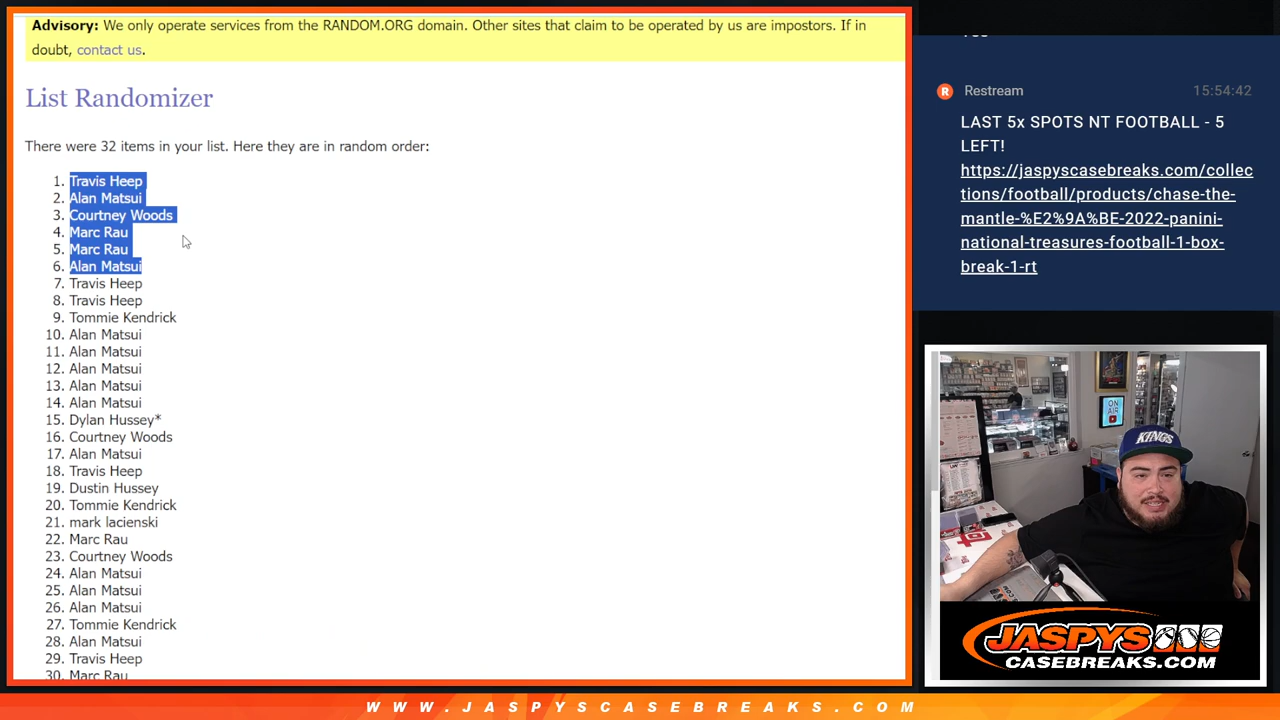 Advisory: We only operate services from the RANDOM.ORG domain. Other sites that claim to be operated by us are impostors. If in
doubt, contact us.
List Randomizer
There were 32 items in your list. Here they are in random order:
1. Travis Heep
2. Alan Matsui
3. Courtney Woods
4. Marc Rau
5. Marc Rau
6. Alan Matsui
7. Travis Heep
8. Travis Heep
9. Tommie Kendrick
10. Alan Matsui
11. Alan Matsui
12. Alan Matsui
13. Alan Matsui
14. Alan Matsui
15. Dylan Hussey*
16. Courtney Woods
17. Alan Matsui
18. Travis Heep
19. Dustin Hussey
20. Tommie Kendrick
21. mark lacienski
22. Marc Rau
23. Courtney Woods
24. Alan Matsui
25. Alan Matsui
26. Alan Matsui
27. Tommie Kendrick
28. Alan Matsui
29. Travis Heep
30. Marc Rau
R Restream 15:54:42
LAST 5x SPOTS NT FOOTBALL - 5
LEFT!
https://jaspyscasebreaks.com/collec
tions/football/products/chase-the-
mantle-%E2%9A%BE-2022-panini-
national-treasures-football-1-box-
break-1-rt
ON
AIR
KINGS
JASPYS
CASEBREAKS.COM
WWW.JASPYSCASEBREAKS.COM